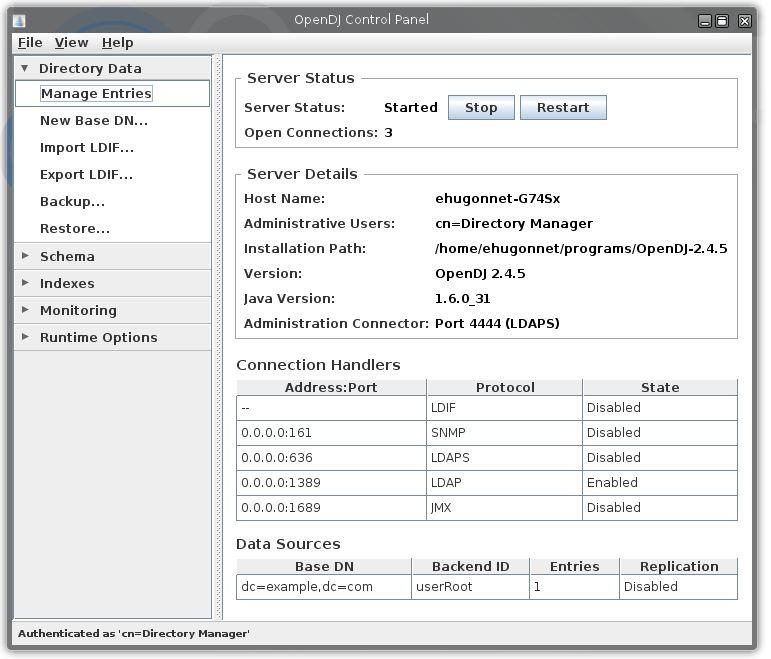 OpenDJ Control Panel
File View Help
Directory Data
Manage Entries
New Base DN...
Import LDIF...
Export LDIF...
Backup...
Restore...
Schema
Indexes
Monitoring
Runtime Options
Server Status
Server Status: Started Stop Restart
Open Connections: 3
Server Details
Host Name: ehugonnet-G74Sx
Administrative Users: cn=Directory Manager
Installation Path: /home/ehugonnet/programs/OpenDJ-2.4.5
Version: OpenDJ 2.4.5
Java Version: 1.6.0_31
Administration Connector: Port 4444 (LDAPS)
Connection Handlers
Address:Port Protocol State
-- LDIF Disabled
0.0.0.0:161 SNMP Disabled
0.0.0.0:636 LDAPS Disabled
0.0.0.0:1389 LDAP Enabled
0.0.0.0:1689 JMX Disabled
Data Sources
Base DN Backend ID Entries Replication
dc=example,dc=com userRoot 1 Disabled
Authenticated as 'cn=Directory Manager'